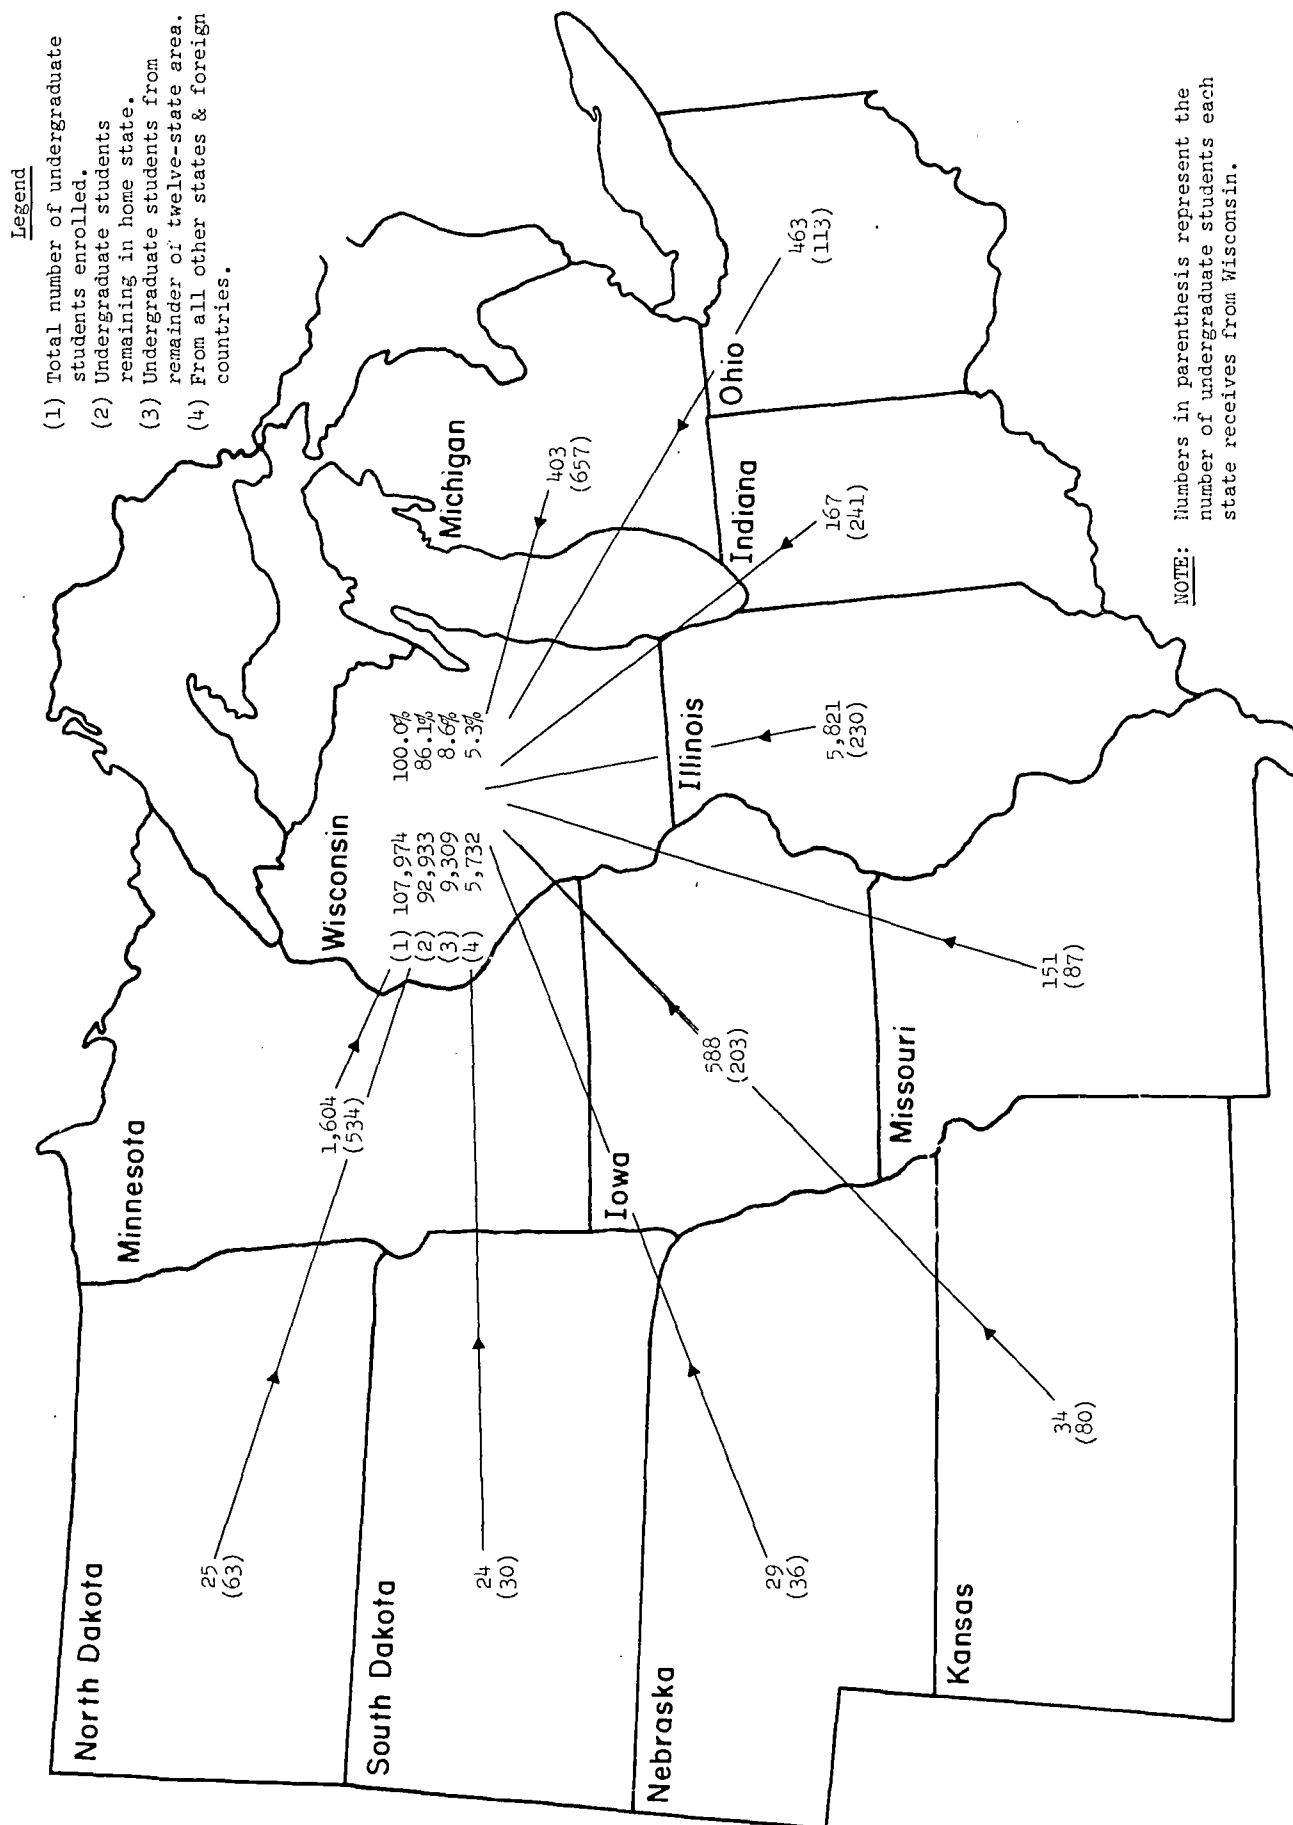 Legend
(1) Total number of undergraduate
students enrolled.
(2) Undergraduate students
remaining in home state.
(3) Undergraduate students from
remainder of twelve-state area.
(4) From all other states & foreign
countries.
North Dakota
25
(63)
South Dakota
24
(30)
Nebraska
29
(36)
Kansas
34
(80)
Minnesota
1,604
(534)
Iowa
588
(203)
Missouri
151
(87)
Wisconsin
(1) 107,974 100.0%
(2) 92,933 86.1%
(3) 9,309 8.6%
(4) 5,732 5.3%
Illinois
5,821
(230)
Michigan
403
(657)
Indiana
167
(241)
Ohio
463
(113)
NOTE: Numbers in parenthesis represent the
number of undergraduate students each
state receives from Wisconsin.